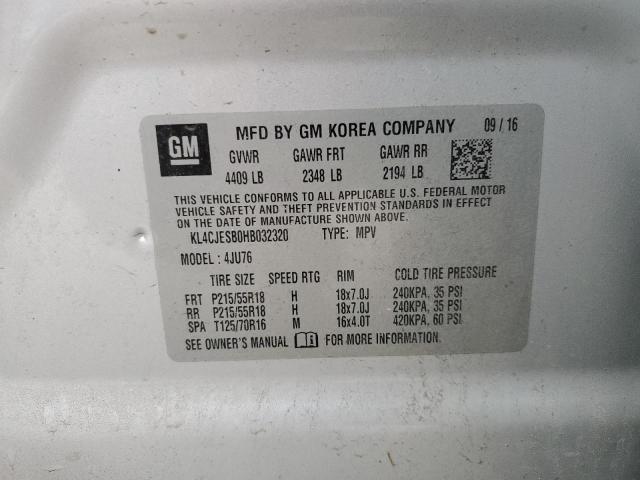 GM
MFD BY GM KOREA COMPANY 09 / 16
GVWR GAWR FRT GAWR RR
4409 LB 2348 LB 2194 LB
THIS VEHICLE CONFORMS TO ALL APPLICABLE U.S. FEDERAL MOTOR
VEHICLE SAFETY AND THEFT PREVENTION STANDARDS IN EFFECT
ON THE DATE OF MANUFACTURE SHOWN ABOVE.
KL4CJESB0HB032320 TYPE: MPV
MODEL : 4JU76
TIRE SIZE SPEED RTG RIM COLD TIRE PRESSURE
FRT P215/55R18 H 18x7.0J 240KPA, 35 PSI
RR P215/55R18 H 18x7.0J 240KPA, 35 PSI
SPA T125/70R16 M 16x4.0T 420KPA, 60 PSI
SEE OWNER'S MANUAL FOR MORE INFORMATION.